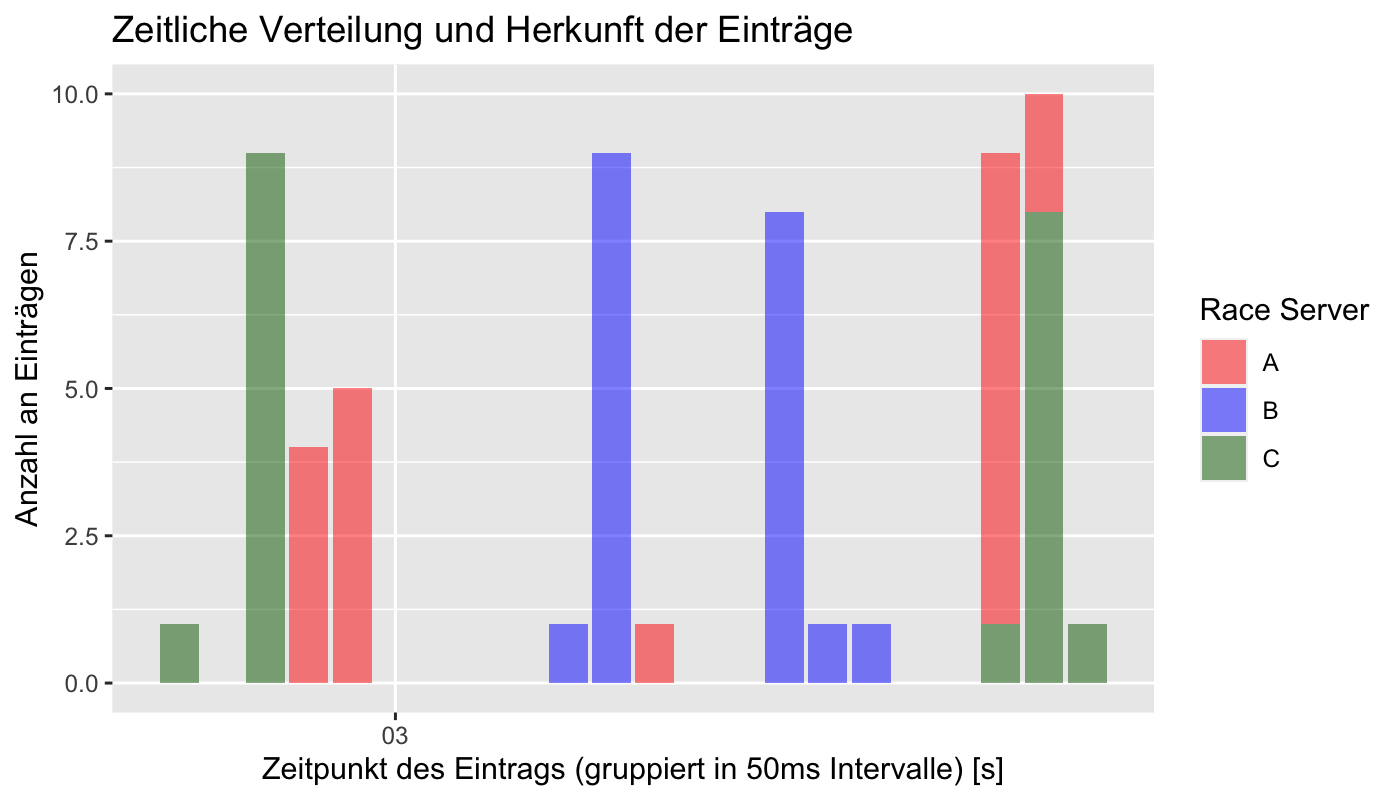 Zeitliche Verteilung und Herkunft der Einträge
Anzahl an Einträgen
10.0
7.5
5.0
2.5
0.0
03
Zeitpunkt des Eintrags (gruppiert in 50ms Intervalle) [s]
Race Server
A
B
C